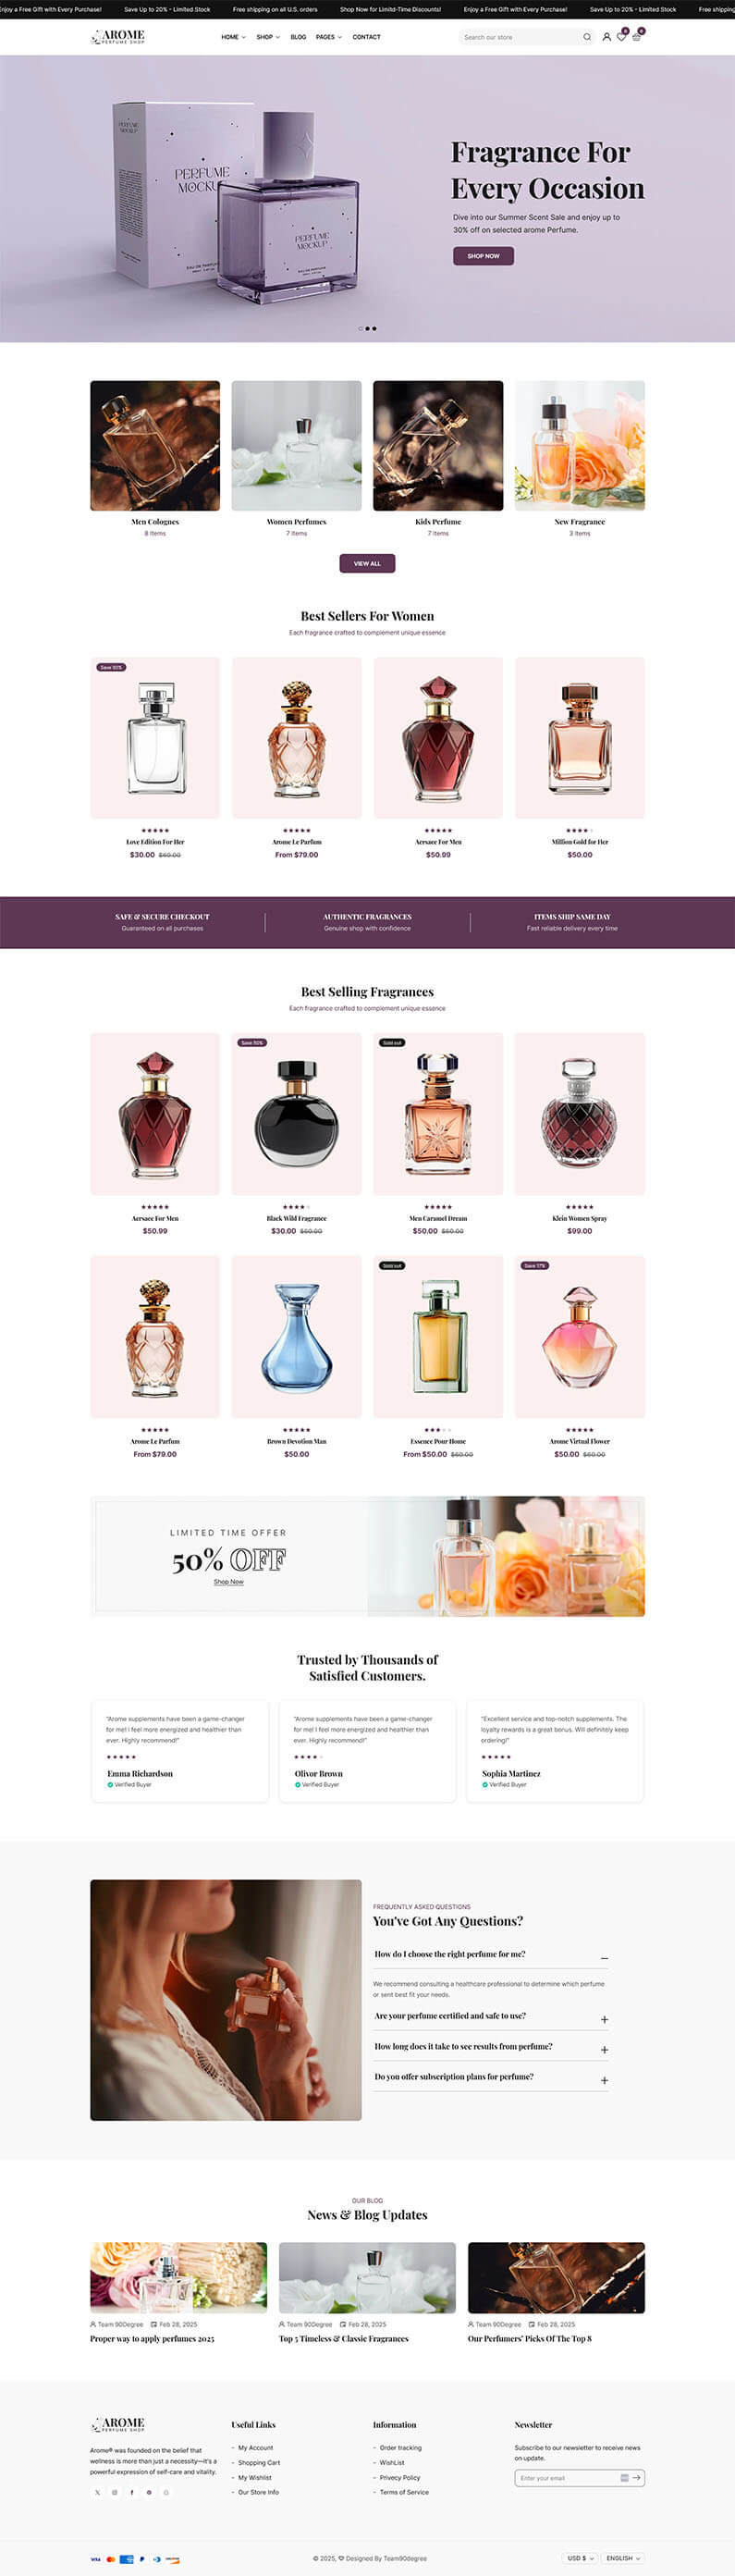 Enjoy a Free Gift with Every Purchase! Save Up to 20% - Limited Stock Free shipping on all U.S. orders Shop Now for Limitd-Time Discounts! Enjoy a Free Gift with Every Purchase! Save Up to 20% - Limited Stock Free shipping
AROME
PERFUME SHOP
HOME SHOP BLOG PAGES CONTACT
Search our store
0 0
PERFUME
MOCKUP
PERFUME
MOCKUP
PERFUME
MOCKUP
Fragrance For
Every Occasion
Dive into our Summer Scent Sale and enjoy up to
30% off on selected arome Perfume.
SHOP NOW
Men Colognes Women Perfumes Kids Perfume New Fragrance
8 Items 7 Items 7 Items 3 Items
VIEW ALL
Best Sellers For Women
Each fragrance crafted to complement unique essence
Save 50%
Love Edition For Her Arome Le Parfum Aersace For Men Million Gold for Her
$30.00 $60.00 From $79.00 $50.99 $50.00
SAFE & SECURE CHECKOUT AUTHENTIC FRAGRANCES ITEMS SHIP SAME DAY
Guaranteed on all purchases Genuine shop with confidence Fast reliable delivery every time
Best Selling Fragrances
Each fragrance crafted to complement unique essence
Save 50% Sold out
Aersace For Men Black Wild Fragrance Men Caramel Dream Klein Women Spray
$50.99 $30.00 $60.00 $50.00 $60.00 $99.00
Sold out Save 17%
Arome Le Parfum Brown Devotion Man Essence Pour Home Arome Virtual Flower
From $79.00 $50.00 From $50.00 $60.00 $50.00 $60.00
LIMITED TIME OFFER
50% OFF
Shop Now
Trusted by Thousands of
Satisfied Customers.
"Arome supplements have been a game-changer
for me! I feel more energized and healthier than
ever. Highly recommend!"
Emma Richardson
Verified Buyer
"Arome supplements have been a game-changer
for me! I feel more energized and healthier than
ever. Highly recommend!"
Olivor Brown
Verified Buyer
"Excellent service and top-notch supplements. The
loyalty rewards is a great bonus. Will definitely keep
ordering!"
Sophia Martinez
Verified Buyer
FREQUENTLY ASKED QUESTIONS
You've Got Any Questions?
How do I choose the right perfume for me?
We recommend consulting a healthcare professional to determine which perfume
or sent best fit your needs.
Are your perfume certified and safe to use?
How long does it take to see results from perfume?
Do you offer subscription plans for perfume?
OUR BLOG
News & Blog Updates
Team 90Degree Feb 28, 2025
Proper way to apply perfumes 2025
Team 90Degree Feb 28, 2025
Top 5 Timeless & Classic Fragrances
Team 90Degree Feb 28, 2025
Our Perfumers' Picks Of The Top 8
AROME
PERFUME SHOP
Arome® was founded on the belief that
wellness is more than just a necessity—it's a
powerful expression of self-care and vitality.
Useful Links
- My Account
- Shopping Cart
- My Wishlist
- Our Store Info
Information
- Order tracking
- WishList
- Privecy Policy
- Terms of Service
Newsletter
Subscribe to our newsletter to receive news
on update.
Enter your email
VISA
© 2025, Designed By Team90degree
USD $ ENGLISH